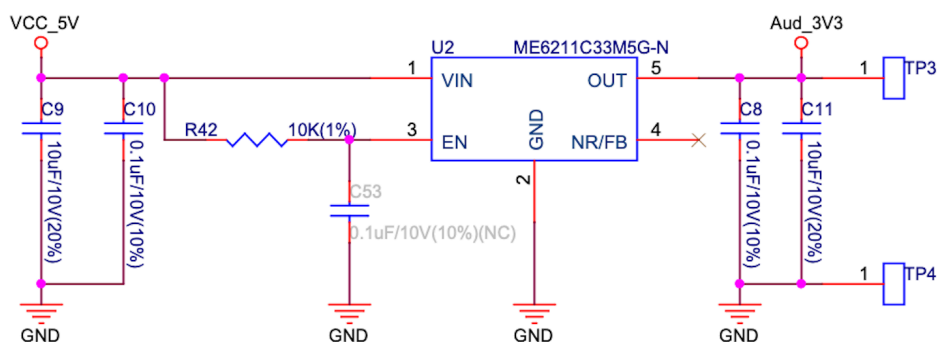 VCC_5V
Aud_3V3
U2
ME6211C33M5G-N
1
VIN
OUT
5
1
TP3
C9
C10
C8
C11
R42
10K(1%)
3
EN
GND
NR/FB
4
10uF/10V(20%)
0.1uF/10V(10%)
0.1uF/10V(10%)
10uF/10V(20%)
2
C53
0.1uF/10V(10%)(NC)
1
TP4
GND
GND
GND
GND